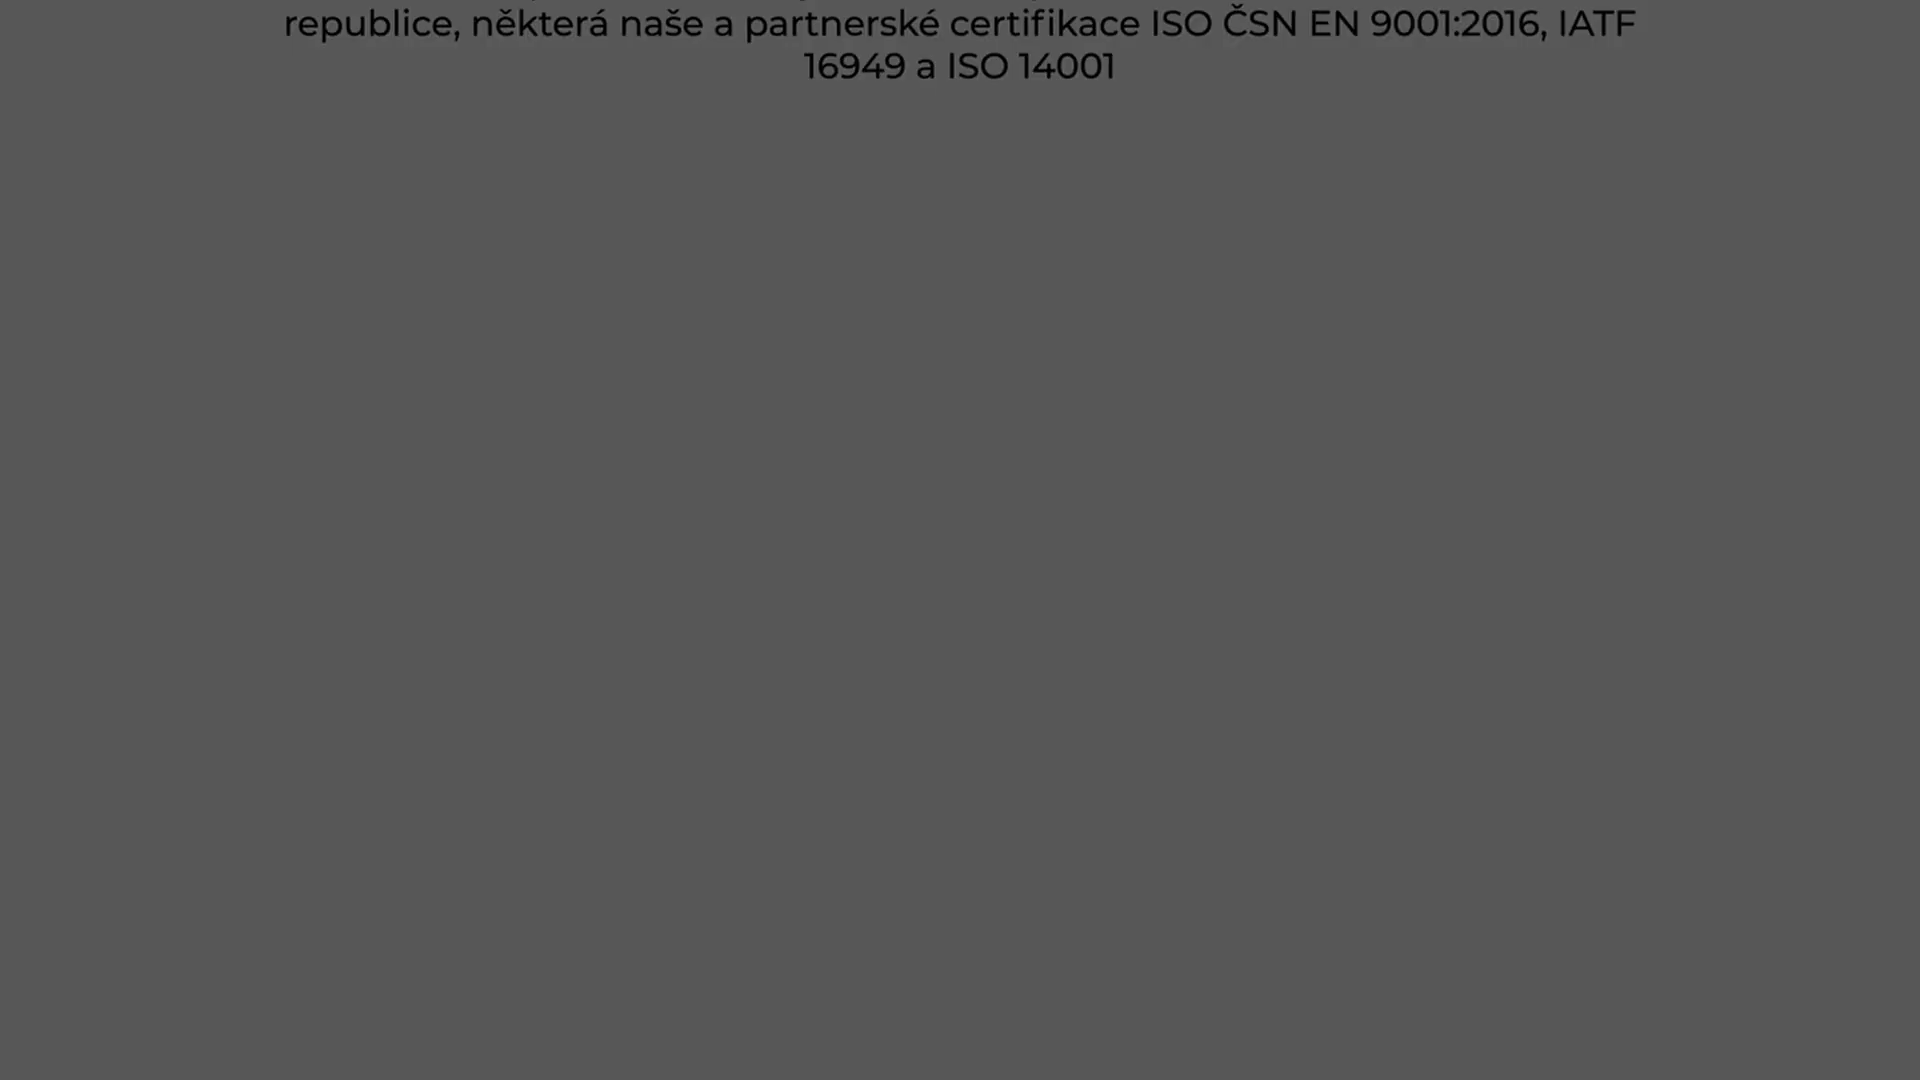 republice, některá naše a partnerské certifikace ISO ČSN EN 9001:2016, IATF
16949 a ISO 14001